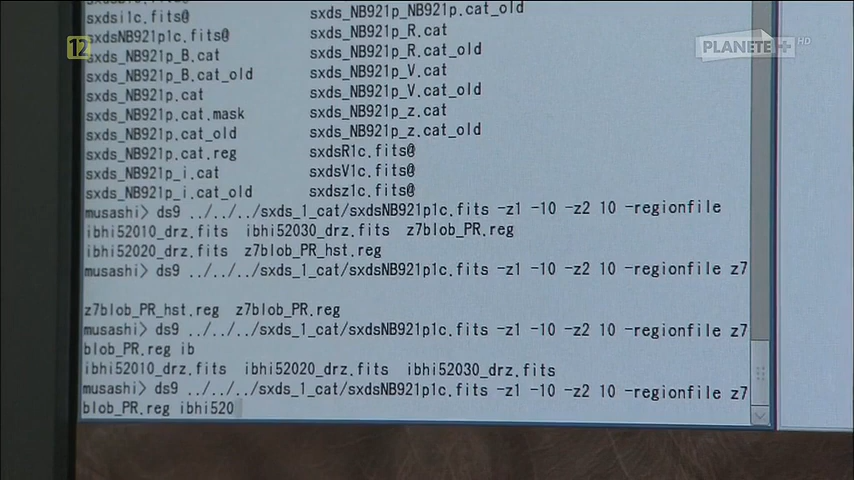 sxdsi1c.fits@ sxds_NB921p_NB921p.cat_old
sxdsNB921p1c.fits@ sxds_NB921p_R.cat
sxds_NB921p_B.cat sxds_NB921p_R.cat_old
sxds_NB921p_B.cat_old sxds_NB921p_V.cat
sxds_NB921p.cat sxds_NB921p_V.cat_old
sxds_NB921p.cat.mask sxds_NB921p_z.cat
sxds_NB921p.cat_old sxds_NB921p_z.cat_old
sxds_NB921p.cat.reg sxdsR1c.fits@
sxds_NB921p_i.cat sxdsV1c.fits@
sxds_NB921p_i.cat_old sxdsz1c.fits@
musashi> ds9 ../../../sxds_1_cat/sxdsNB921p1c.fits -z1 -10 -z2 10 -regionfile
ibhi52010_drz.fits ibhi52030_drz.fits z7blob_PR.reg
ibhi52020_drz.fits z7blob_PR_hst.reg
musashi> ds9 ../../../sxds_1_cat/sxdsNB921p1c.fits -z1 -10 -z2 10 -regionfile z7
z7blob_PR_hst.reg z7blob_PR.reg
musashi> ds9 ../../../sxds_1_cat/sxdsNB921p1c.fits -z1 -10 -z2 10 -regionfile z7
blob_PR.reg ib
ibhi52010_drz.fits ibhi52020_drz.fits ibhi52030_drz.fits
musashi> ds9 ../../../sxds_1_cat/sxdsNB921p1c.fits -z1 -10 -z2 10 -regionfile z7
blob_PR.reg ibhi520
12
PLANETE+ HD